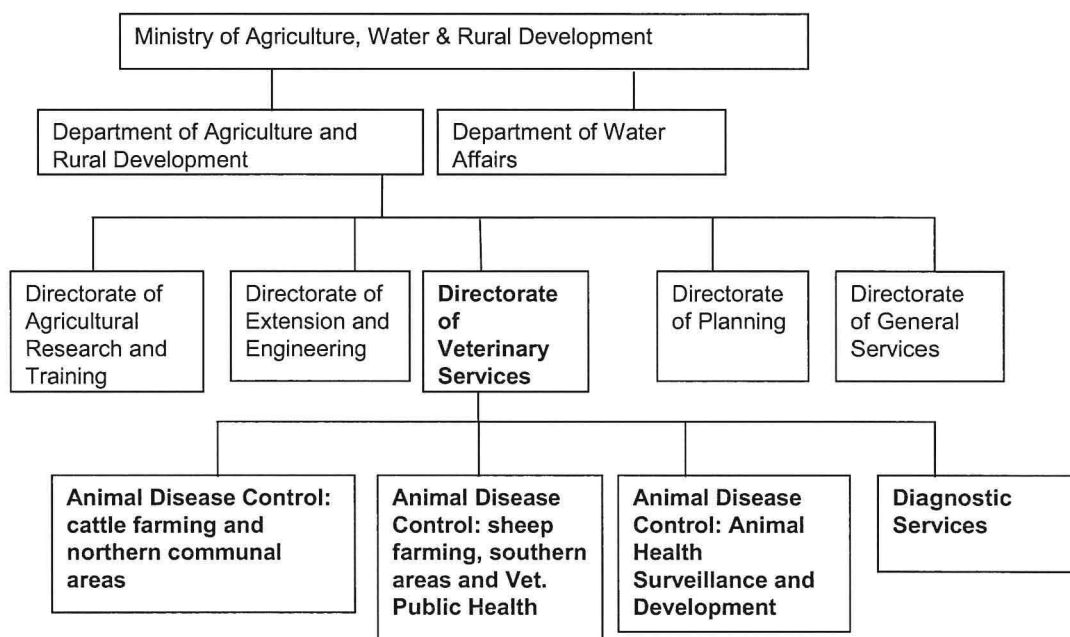 Ministry of Agriculture, Water & Rural Development
Department of Agriculture and
Rural Development
Department of Water
Affairs
Directorate of
Agricultural
Research and
Training
Directorate of
Extension and
Engineering
Directorate
of
Veterinary
Services
Directorate
of Planning
Directorate
of General
Services
Animal Disease Control:
cattle farming and
northern communal
areas
Animal Disease
Control: sheep
farming, southern
areas and Vet.
Public Health
Animal Disease
Control: Animal
Health
Surveillance and
Development
Diagnostic
Services